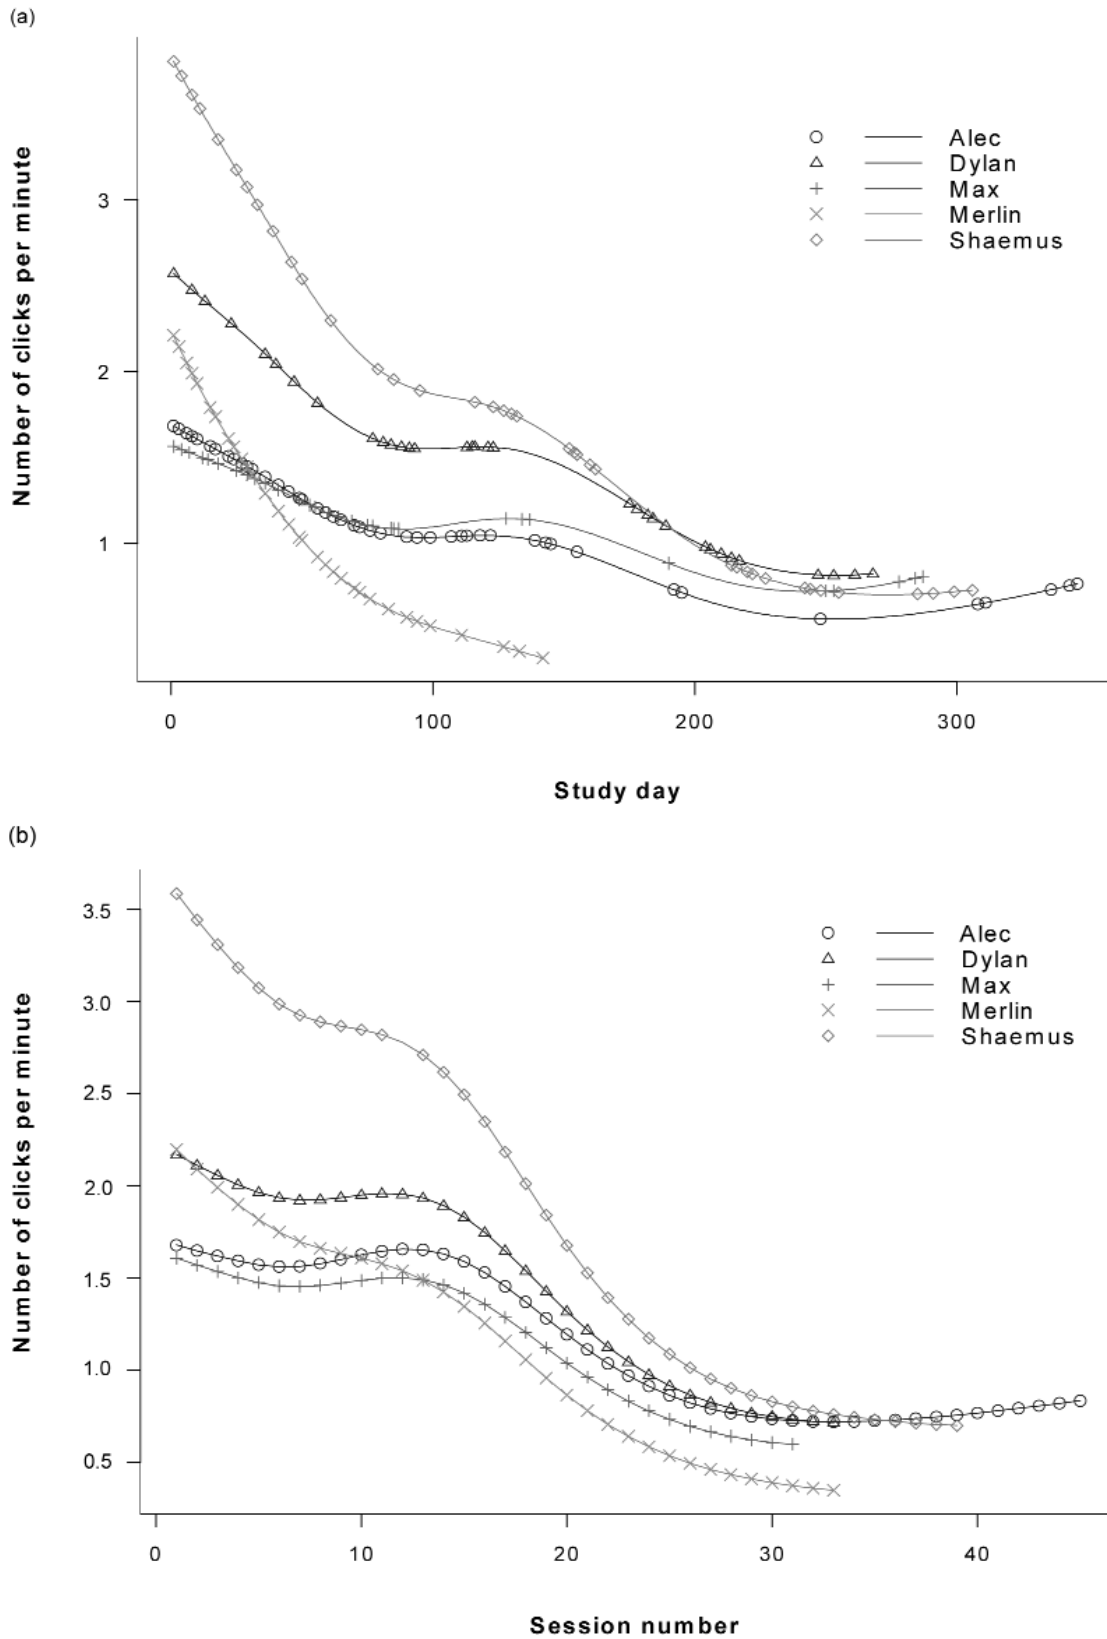 (a)
Number of clicks per minute
3
2
1
Alec
Dylan
Max
Merlin
Shaemus
0 100 200 300
Study day
(b)
Number of clicks per minute
3.5
3.0
2.5
2.0
1.5
1.0
0.5
Alec
Dylan
Max
Merlin
Shaemus
0 10 20 30 40
Session number